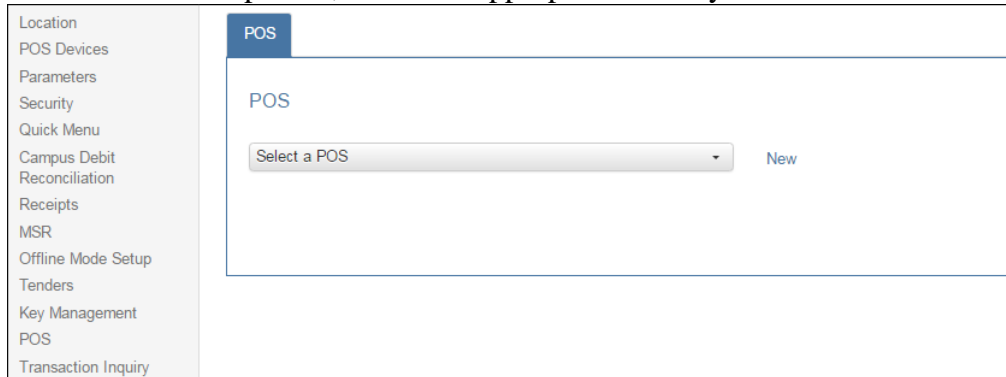 Location
POS Devices
Parameters
Security
Quick Menu
Campus Debit
Reconciliation
Receipts
MSR
Offline Mode Setup
Tenders
Key Management
POS
Transaction Inquiry
POS
POS
Select a POS
New